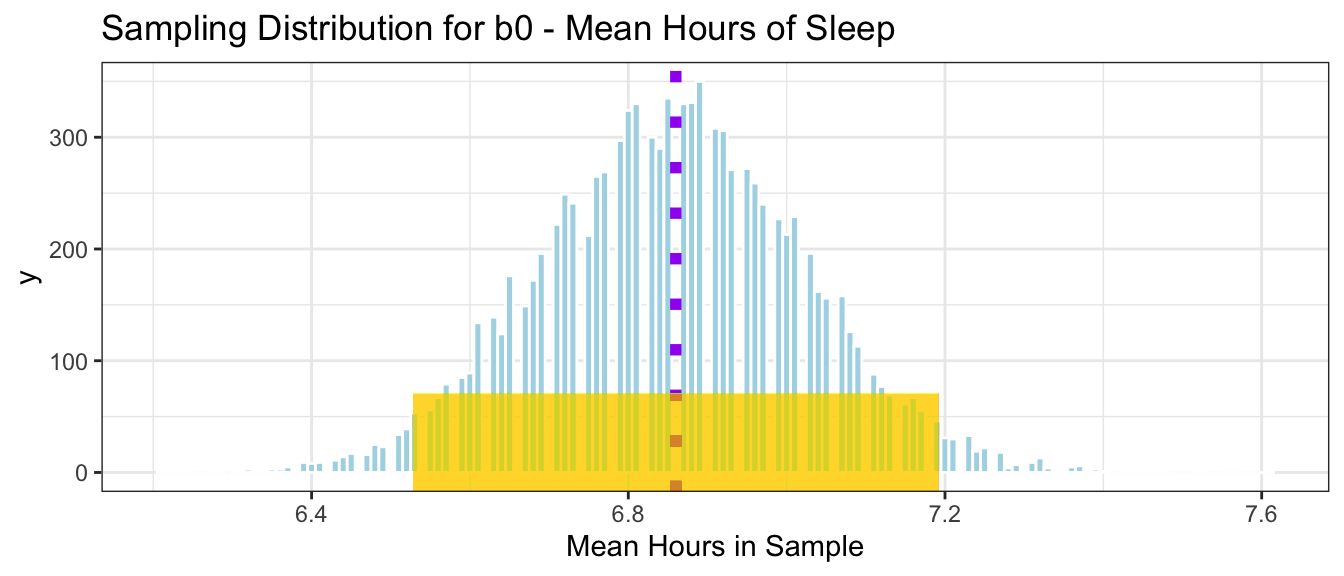 Sampling Distribution for b0 - Mean Hours of Sleep
y
300
200
100
0
6.4 6.8 7.2 7.6
Mean Hours in Sample